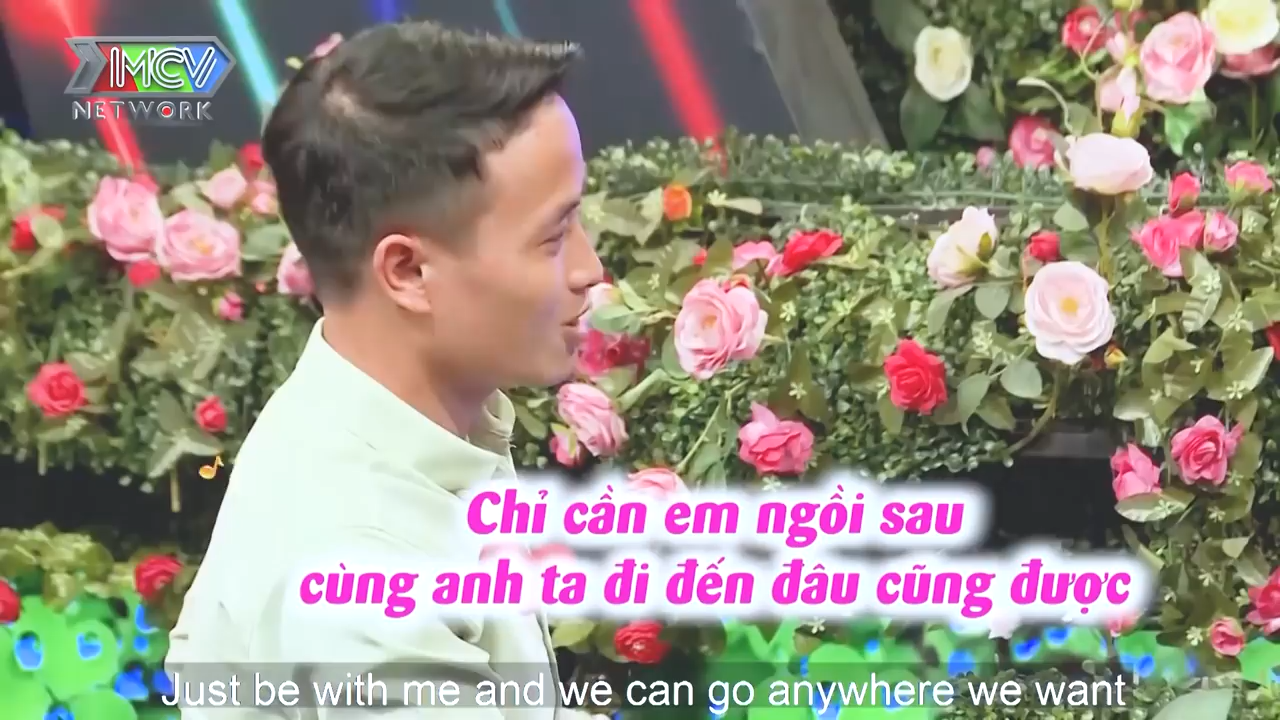 MCV
NETWORK
Chỉ cần em ngồi sau
cùng anh ta đi đến đâu cũng được
Just be with me and we can go anywhere we want